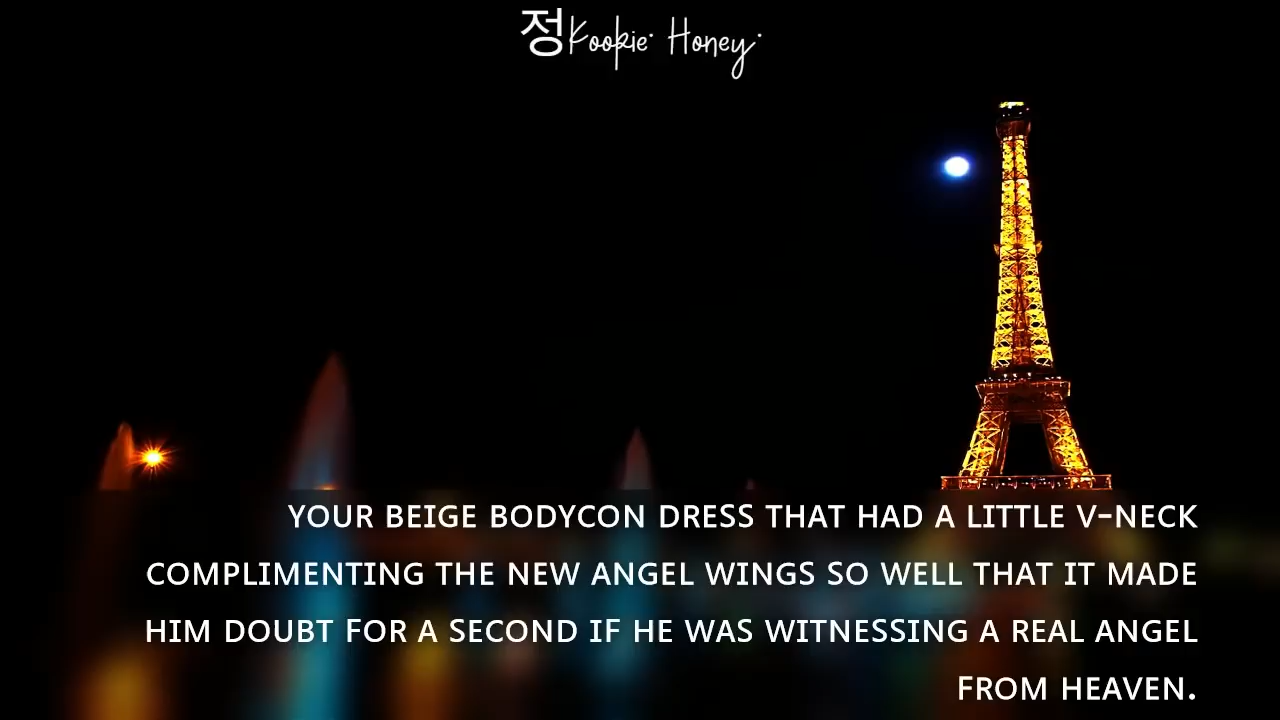 정Kookie Honey
YOUR BEIGE BODYCON DRESS THAT HAD A LITTLE V-NECK
COMPLIMENTING THE NEW ANGEL WINGS SO WELL THAT IT MADE
HIM DOUBT FOR A SECOND IF HE WAS WITNESSING A REAL ANGEL
FROM HEAVEN.